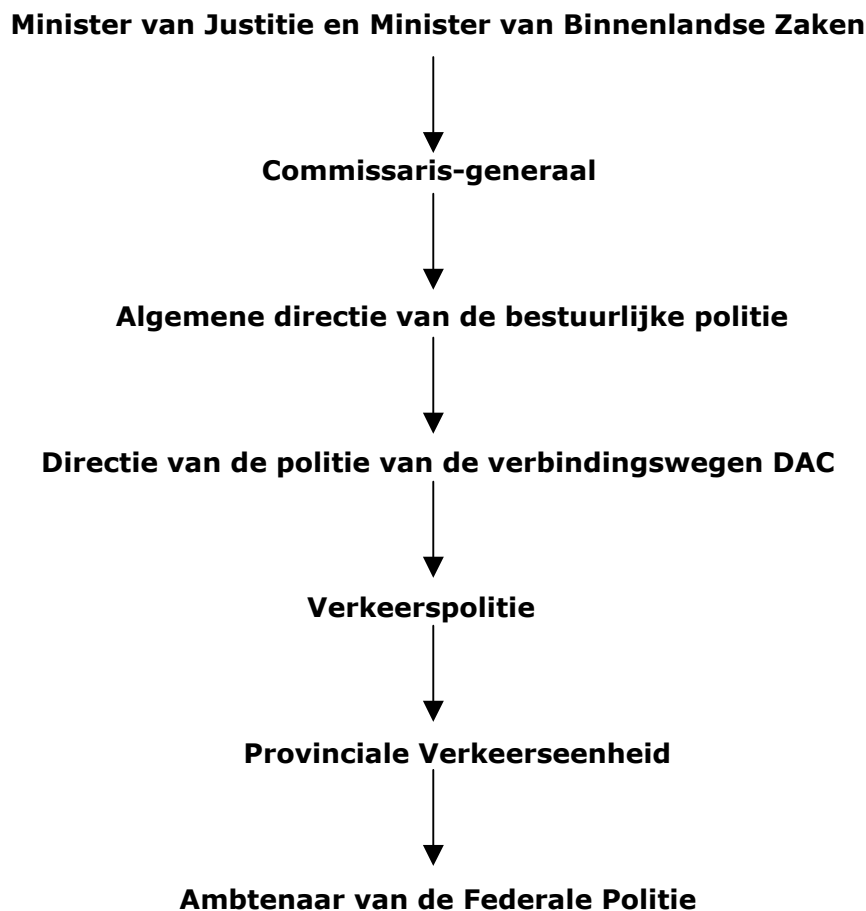 Minister van Justitie en Minister van Binnenlandse Zaken
Commissaris-generaal
Algemene directie van de bestuurlijke politie
Directie van de politie van de verbindingswegen DAC
Verkeerspolitie
Provinciale Verkeerseenheid
Ambtenaar van de Federale Politie